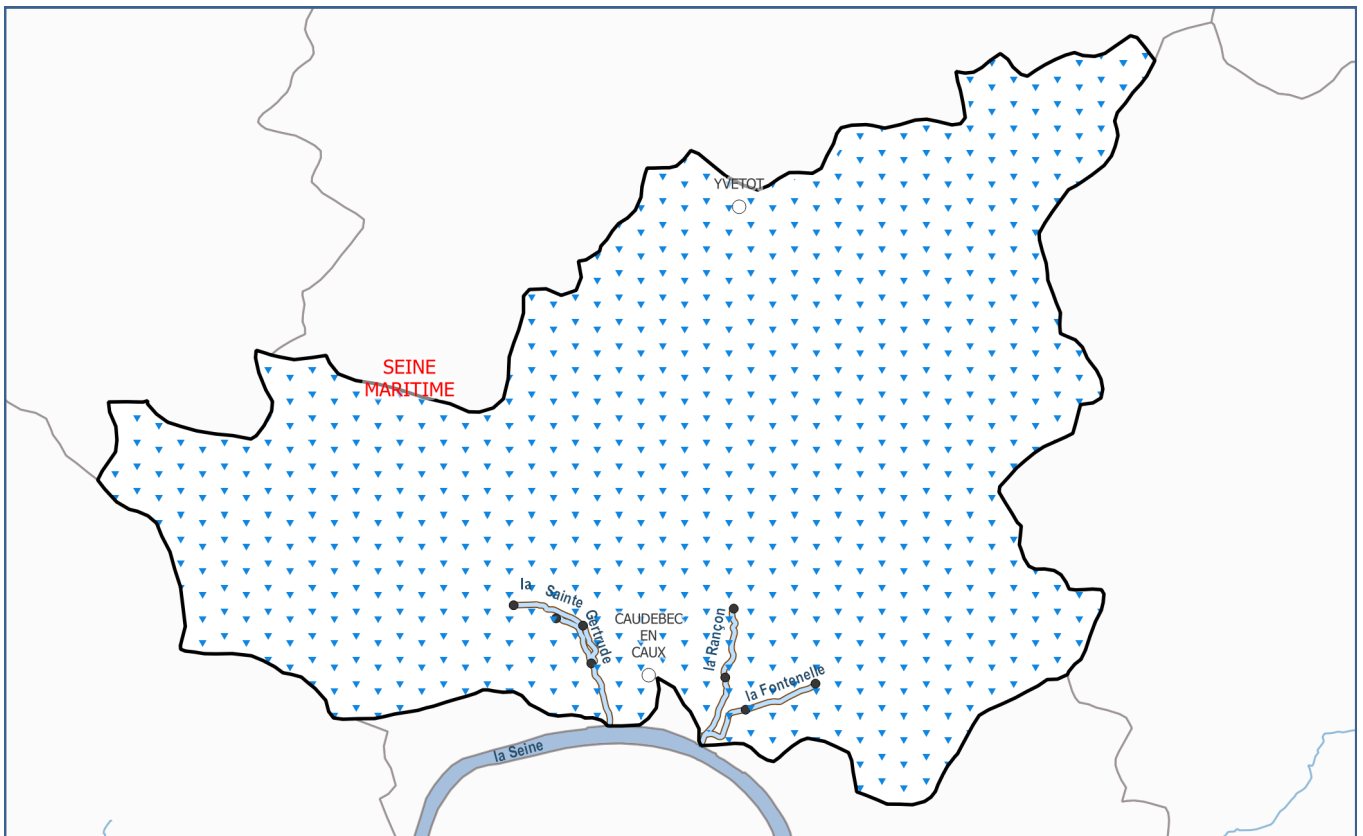 YVETOT
SEINE
MARITIME
la Sainte Gertrude
CAUDEBEC
EN
CAUX
la Rançon
la Fontenelle
la Seine